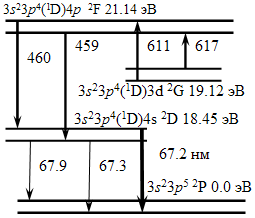 3s²3p⁴(¹D)4p ²F 21.14 эВ
460 459 611 617
3s²3p⁴(¹D)3d ²G 19.12 эВ
3s²3p⁴(¹D)4s ²D 18.45 эВ
67.9 67.3 67.2 нм
3s²3p⁵ ²P 0.0 эВ